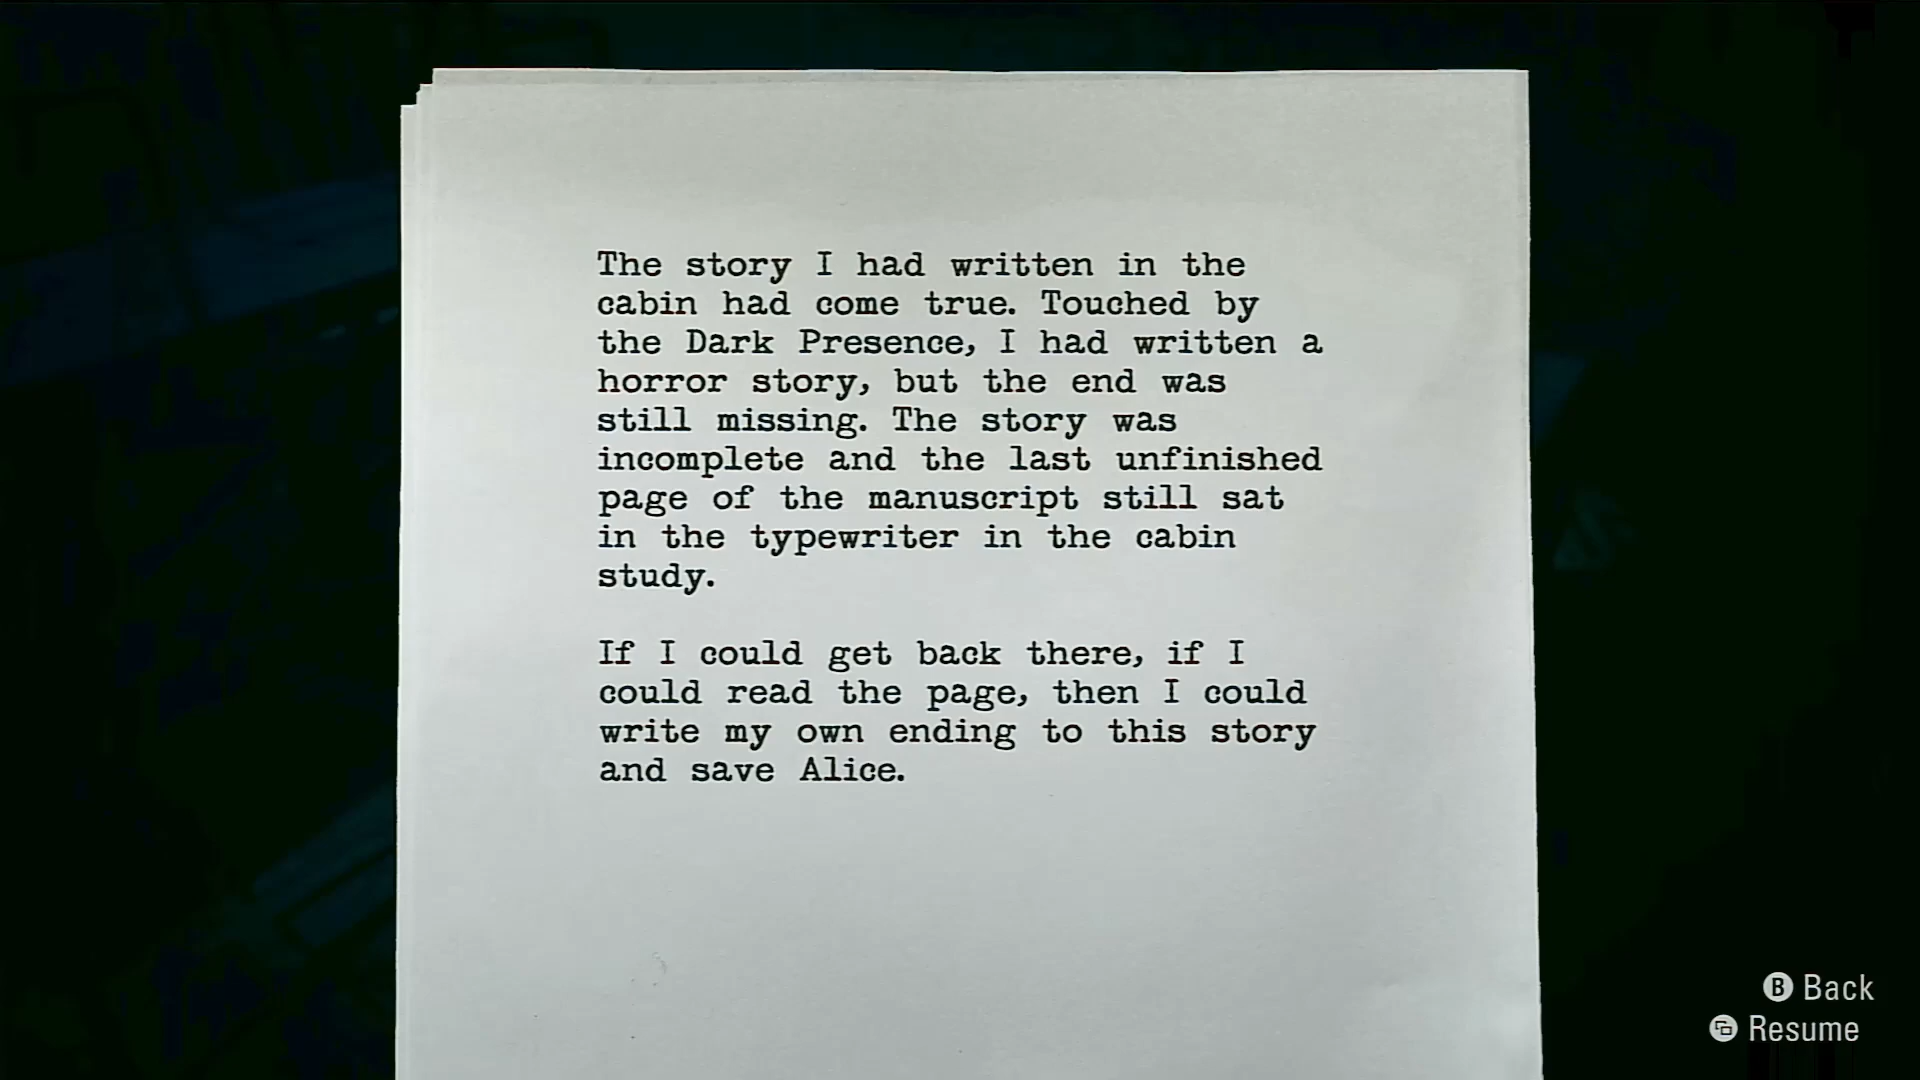 The story I had written in the
cabin had come true. Touched by
the Dark Presence, I had written a
horror story, but the end was
still missing. The story was
incomplete and the last unfinished
page of the manuscript still sat
in the typewriter in the cabin
study.
If I could get back there, if I
could read the page, then I could
write my own ending to this story
and save Alice.
B Back
Resume